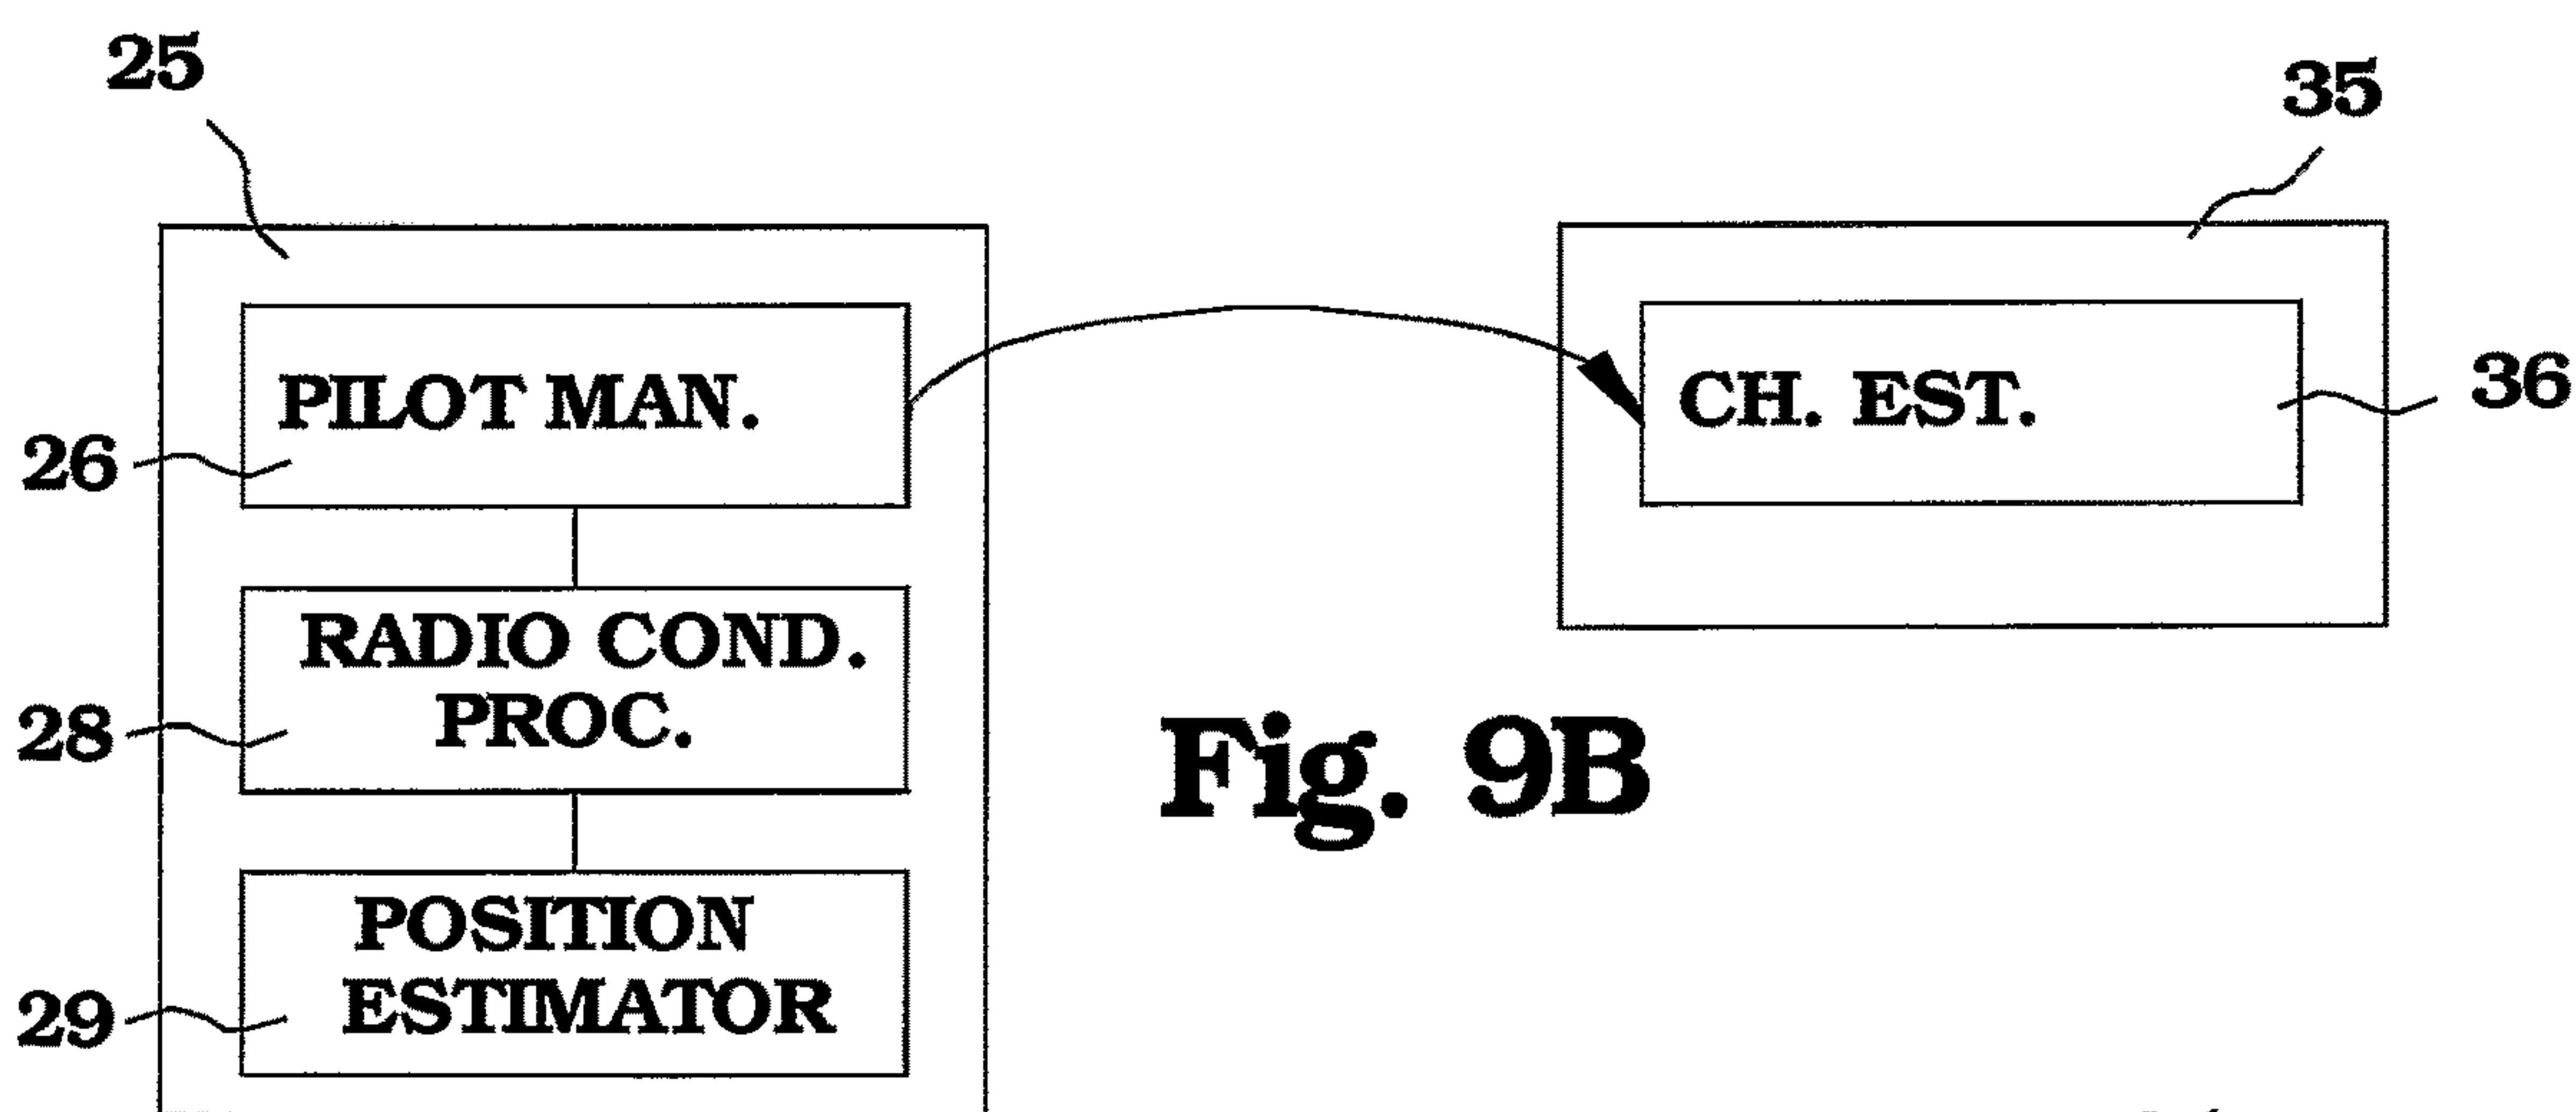 25
35
PILOT MAN.
CH. EST.
36
26
RADIO COND.
PROC.
28
Fig. 9B
POSITION
ESTIMATOR
29